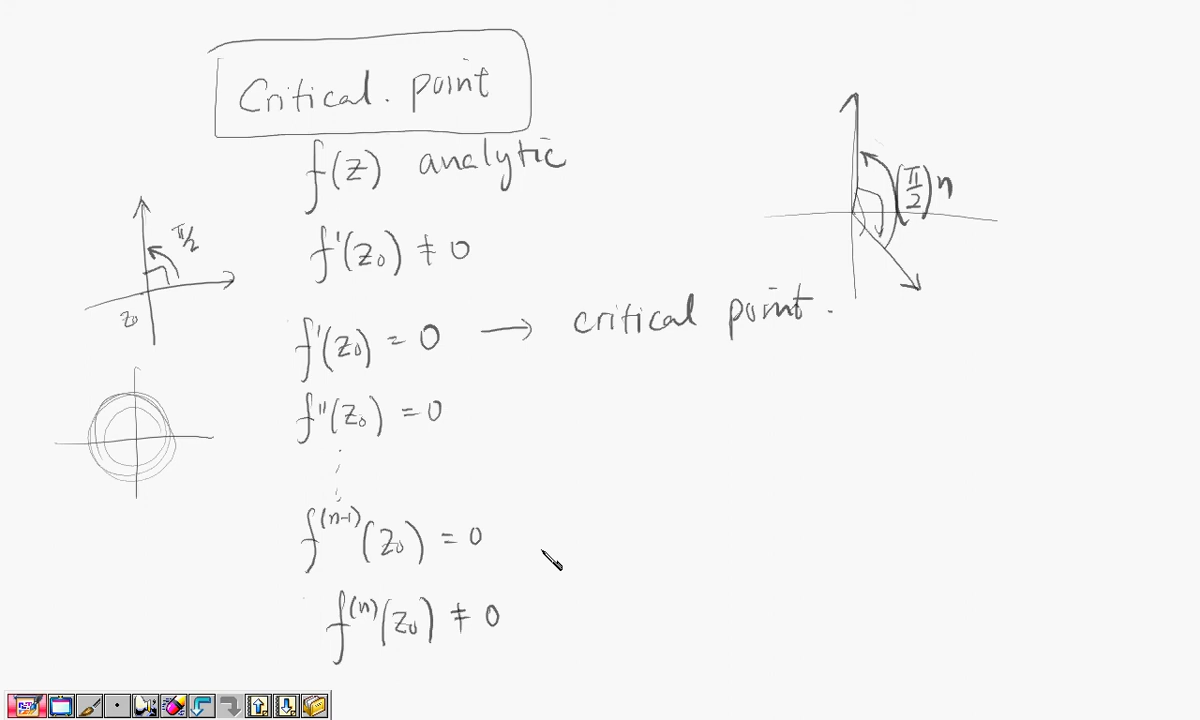 Critical. point
f(z) analytic
f'(z₀) ≠ 0
f'(z₀) = 0 → critical point.
f''(z₀) = 0
⋮
f⁽ⁿ⁻¹⁾(z₀) = 0
f⁽ⁿ⁾(z₀) ≠ 0
π/2
z₀
(π/2)n